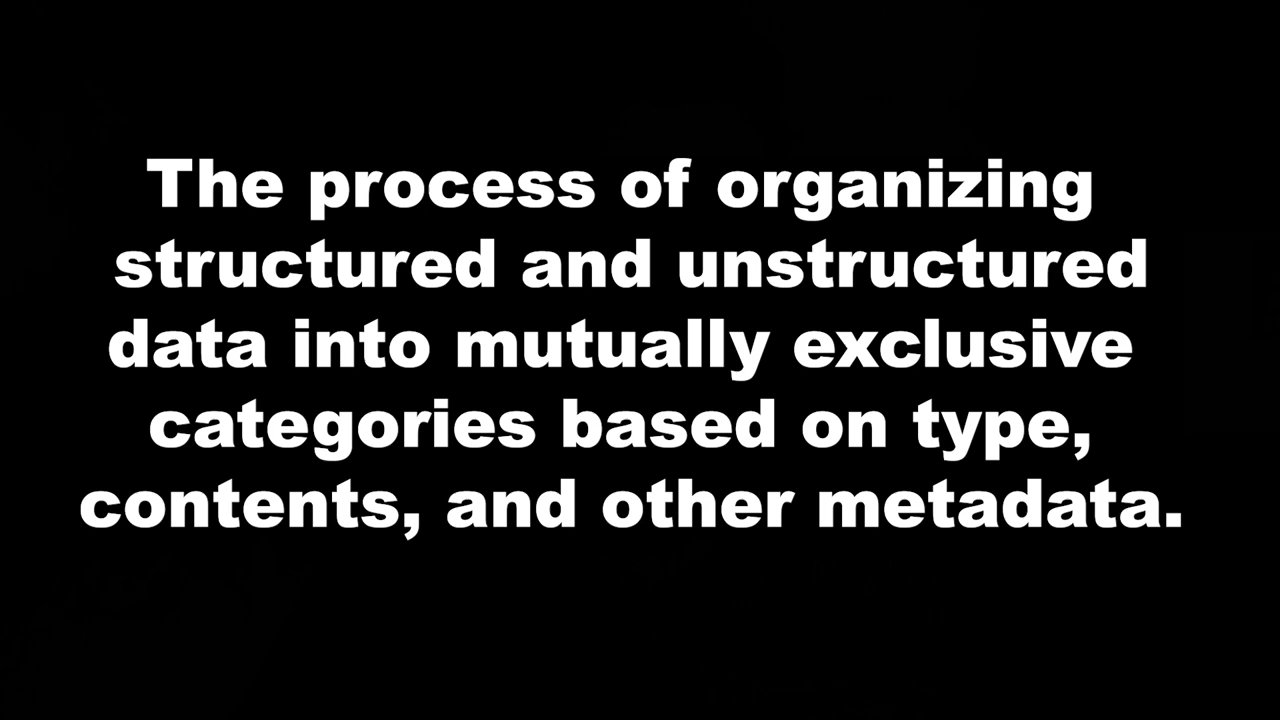 The process of organizing
structured and unstructured
data into mutually exclusive
categories based on type,
contents, and other metadata.